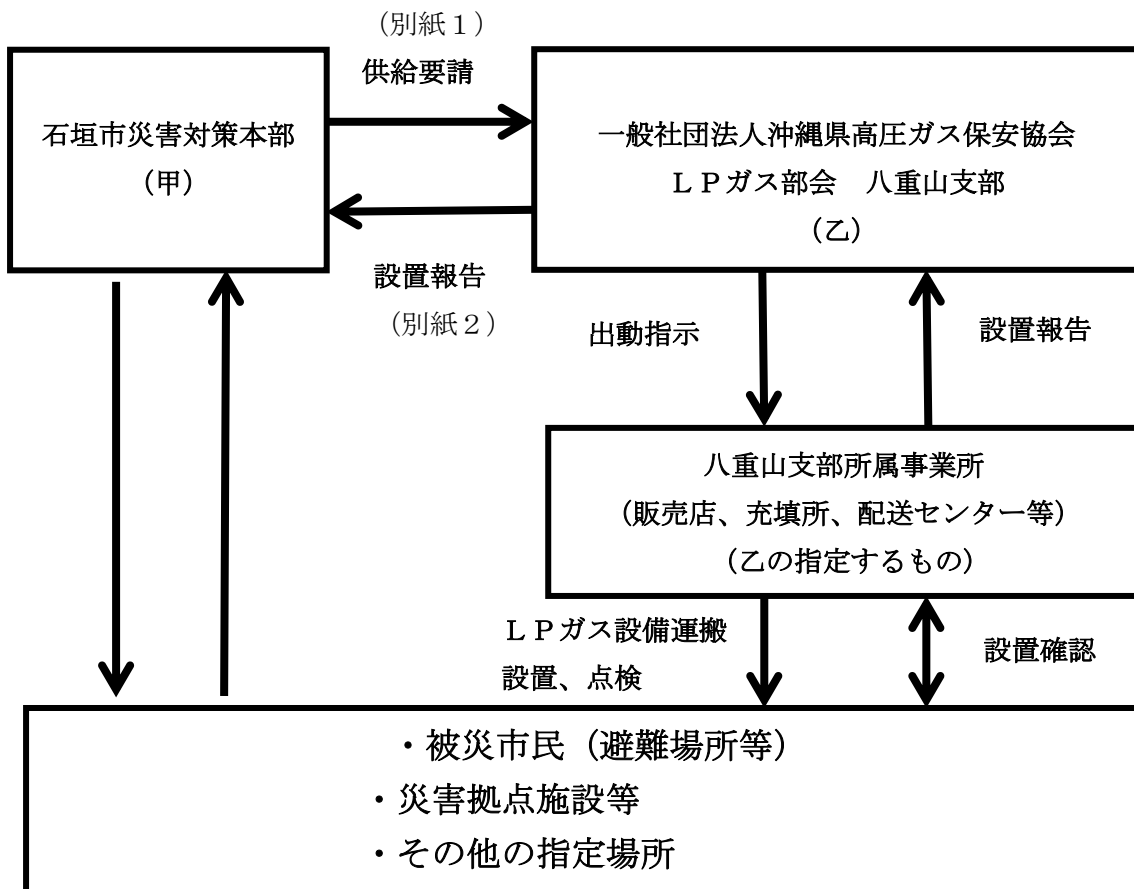 （別紙１）
供給要請
石垣市災害対策本部
（甲）
一般社団法人沖縄県高圧ガス保安協会
ＬＰガス部会　八重山支部
（乙）
設置報告
（別紙２）
出動指示
設置報告
八重山支部所属事業所
（販売店、充填所、配送センター等）
（乙の指定するもの）
ＬＰガス設備運搬
設置、点検
設置確認
・被災市民（避難場所等）
・災害拠点施設等
・その他の指定場所